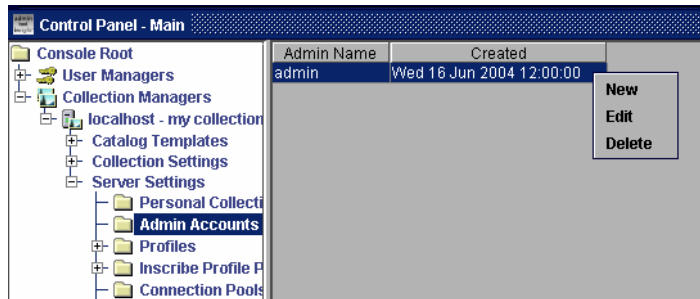 Control Panel - Main
Console Root
User Managers
Collection Managers
localhost - my collection
Catalog Templates
Collection Settings
Server Settings
Personal Collecti
Admin Accounts
Profiles
Inscribe Profile P
Connection Pools
Admin Name Created
admin Wed 16 Jun 2004 12:00:00
New
Edit
Delete